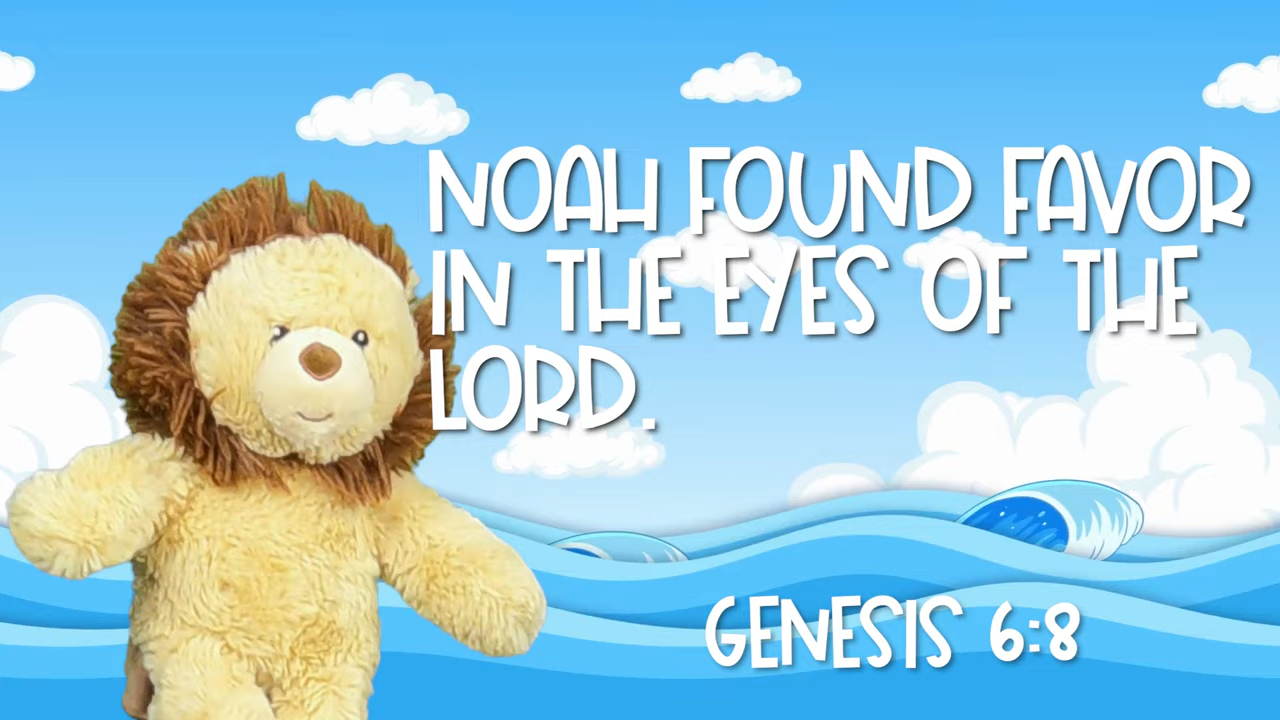 NOAH FOUND FAVOR
IN THE EYES OF THE
LORD.
GENESIS 6:8